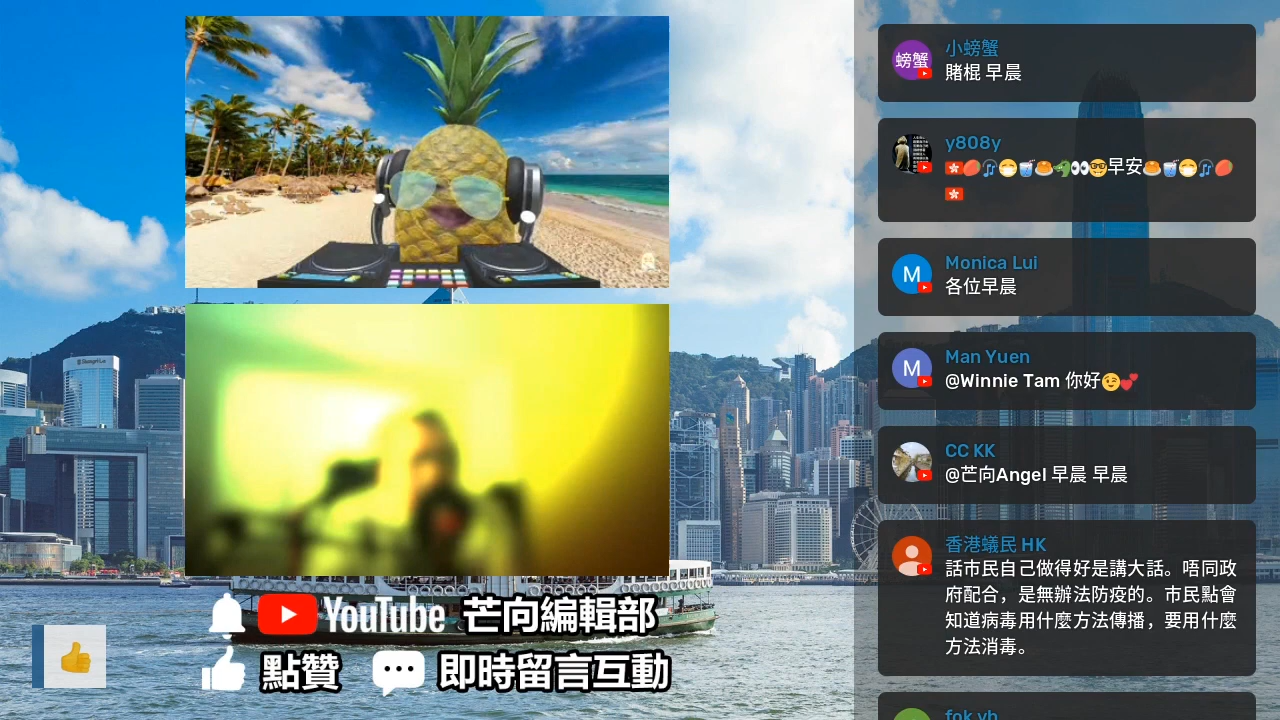 YouTube 芒向編輯部
點贊 即時留言互動
螃蟹
小螃蟹
賭棍 早晨
y808y
早安
M
Monica Lui
各位早晨
M
Man Yuen
@Winnie Tam 你好
CC KK
@芒向Angel 早晨 早晨
香港蟻民 HK
話市民自己做得好是講大話。唔同政
府配合，是無辦法防疫的。市民點會
知道病毒用什麼方法傳播，要用什麼
方法消毒。
fok yb